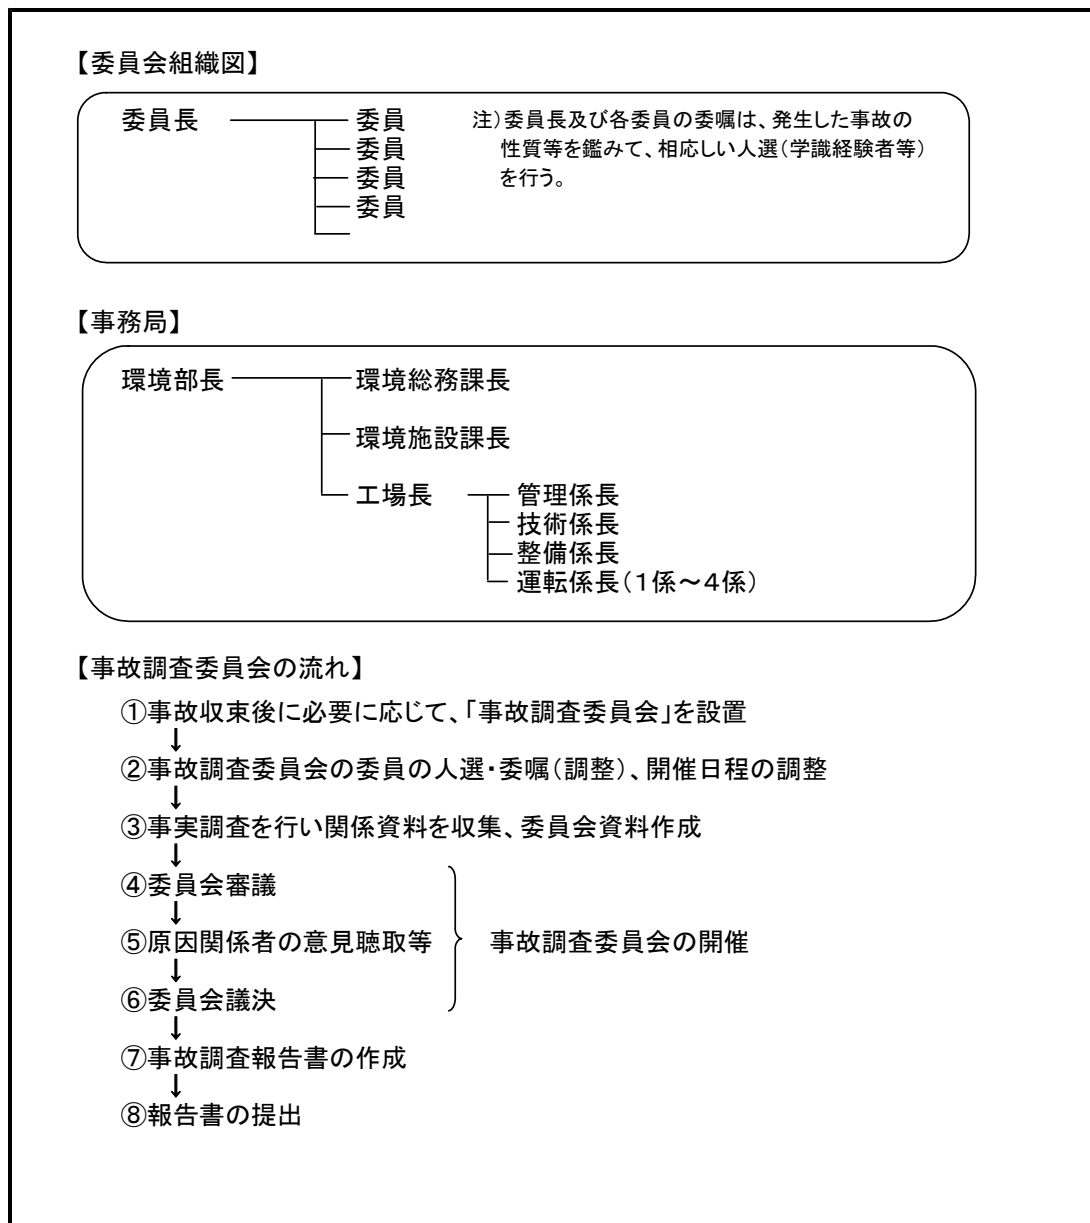 【委員会組織図】
委員長 委員 注)委員長及び各委員の委嘱は、発生した事故の
委員 性質等を鑑みて、相応しい人選(学識経験者等)
委員 を行う。
委員
【事務局】
環境部長 環境総務課長
環境施設課長
工場長 管理係長
技術係長
整備係長
運転係長(1係～4係)
【事故調査委員会の流れ】
①事故収束後に必要に応じて、「事故調査委員会」を設置
↓
②事故調査委員会の委員の人選・委嘱(調整)、開催日程の調整
↓
③事実調査を行い関係資料を収集、委員会資料作成
↓
④委員会審議
↓
⑤原因関係者の意見聴取等 事故調査委員会の開催
↓
⑥委員会議決
↓
⑦事故調査報告書の作成
↓
⑧報告書の提出